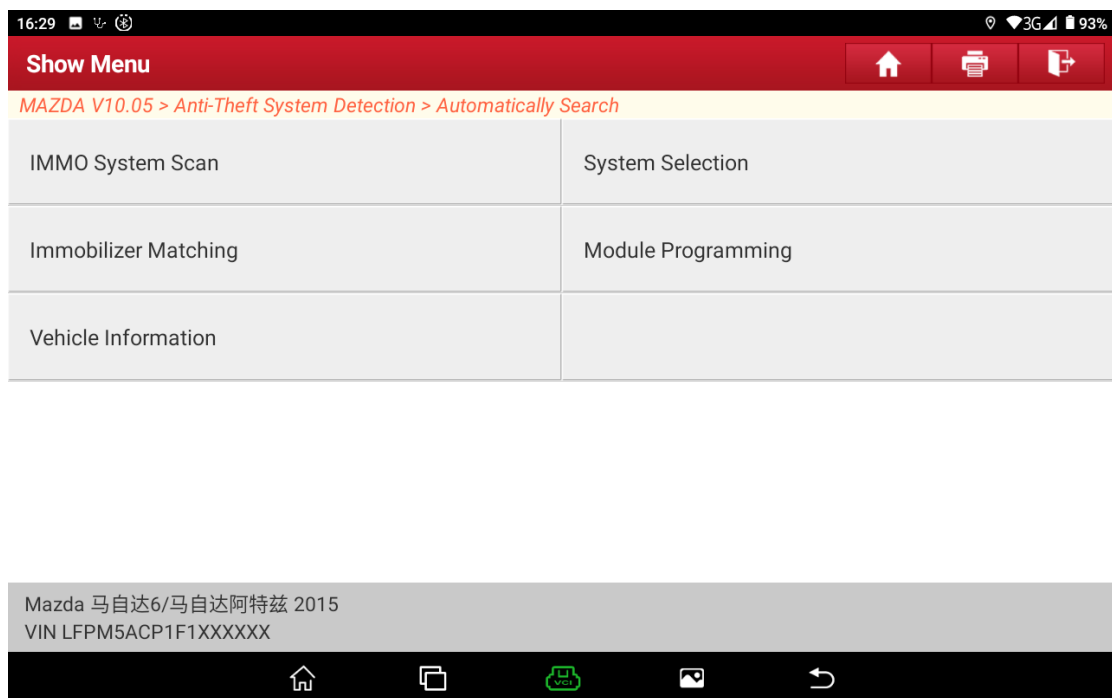 16:29 3G 93%
Show Menu
MAZDA V10.05 > Anti-Theft System Detection > Automatically Search
IMMO System Scan
System Selection
Immobilizer Matching
Module Programming
Vehicle Information
Mazda 马自达6/马自达阿特兹 2015
VIN LFPM5ACP1F1XXXXXX
VCI